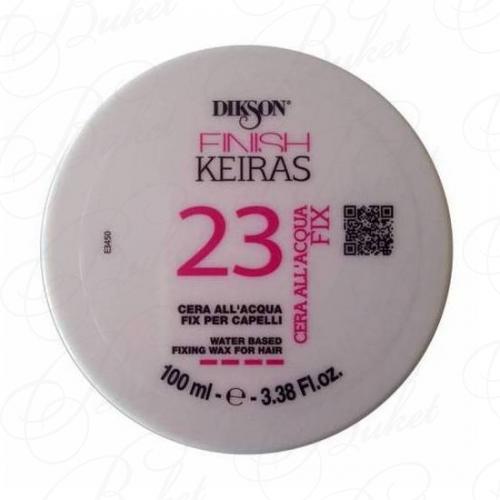 DIKSON®
FINISH
KEIRAS
23
CERA ALL'ACQUA
FIX
E3450
CERA ALL'ACQUA
FIX PER CAPELLI
WATER BASED
FIXING WAX FOR HAIR
100 ml - e - 3.38 Fl.oz.
Buket